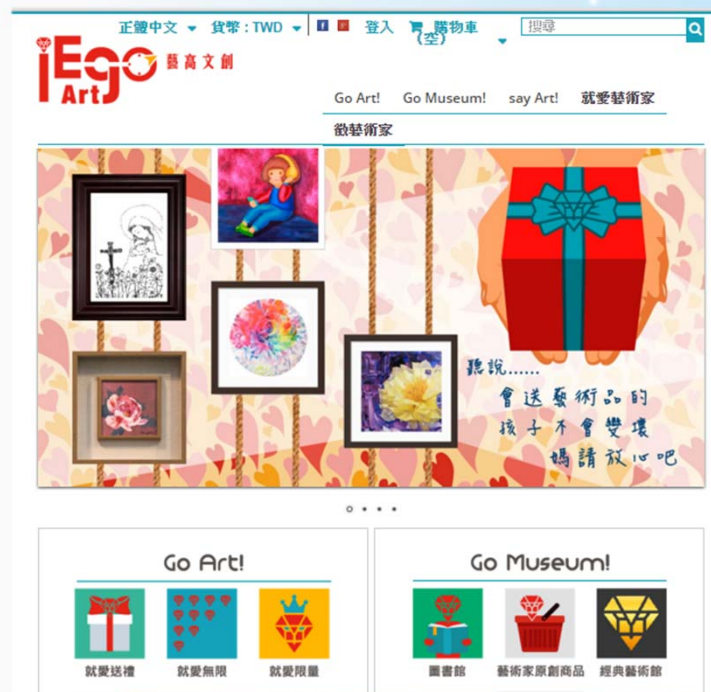 正體中文 貨幣 : TWD 登入 購物車 (空) 搜尋
iEgo Art 藝高文創
Go Art! Go Museum! say Art! 就愛藝術家
徵藝術家
聽說......
會送藝術品的
孩子不會變壞
媽請放心吧
Go Art!
就愛送禮 就愛無限 就愛限量
Go Museum!
圖書館 藝術家原創商品 經典藝術館